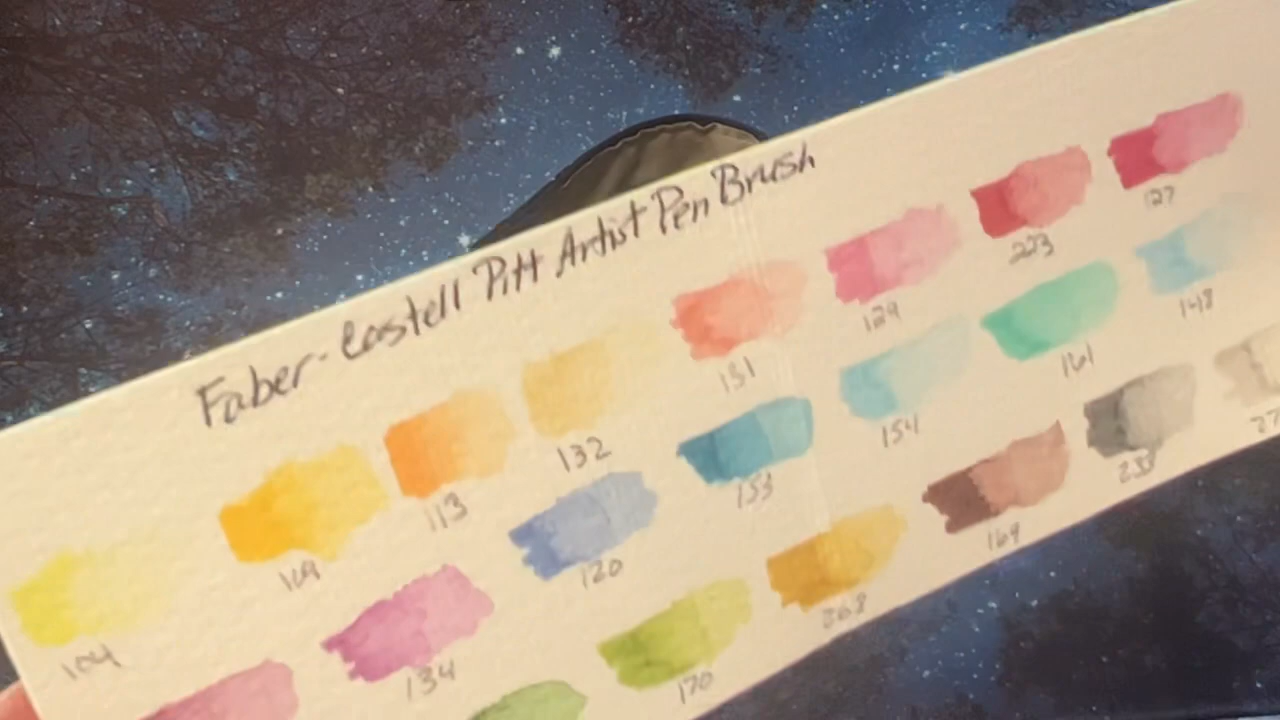 Faber-Castell Pitt Artist Pen Brush
104 109 113 132 131 129 223 127
134 120 153 154 161 148
170 268 169 233 27